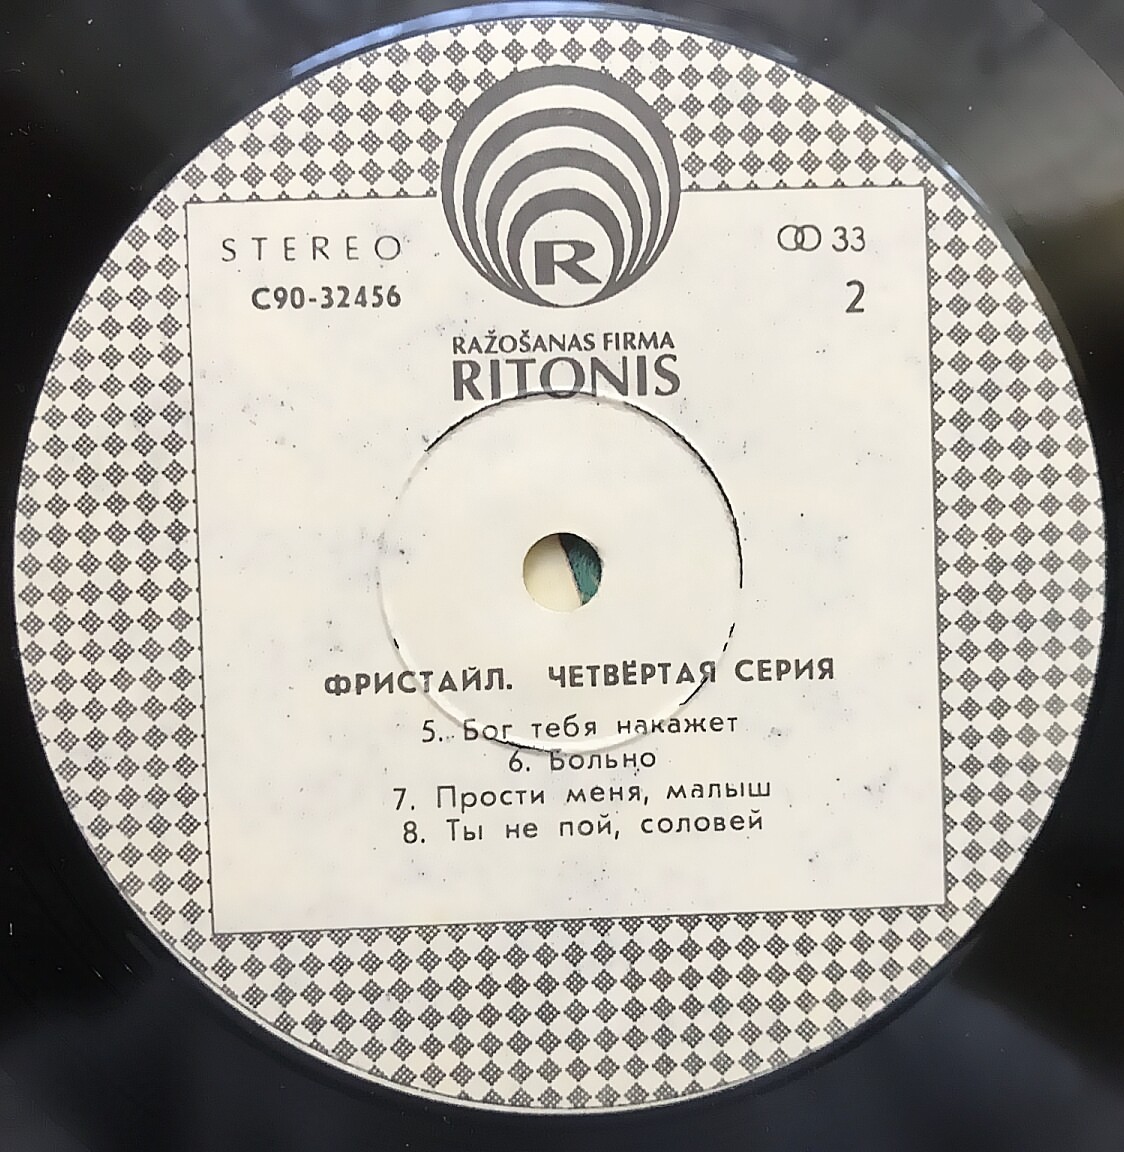 STEREO
С90-32456
33
2
R
RAŽOŠANAS FIRMA
RITONIS
ФРИСТАЙЛ. ЧЕТВЁРТАЯ СЕРИЯ
5. Бог тебя накажет
6. Больно
7. Прости меня, малыш
8. Ты не пой, соловей